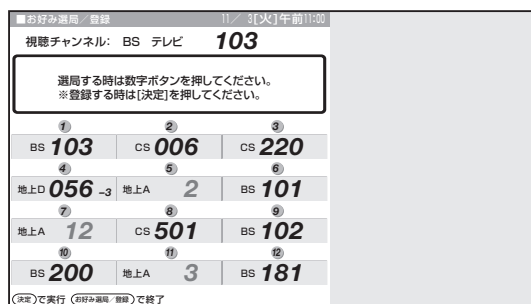 ■お好み選局／登録 11／ 3[火]午前11:00
視聴チャンネル: BS テレビ 103
選局する時は数字ボタンを押してください。
※登録する時は[決定]を押してください。
1 2 3
BS 103 CS 006 CS 220
4 5 6
地上D 056 -3 地上A 2 BS 101
7 8 9
地上A 12 CS 501 BS 102
10 11 12
BS 200 地上A 3 BS 181
(決定)で実行 (お好み選局／登録)で終了